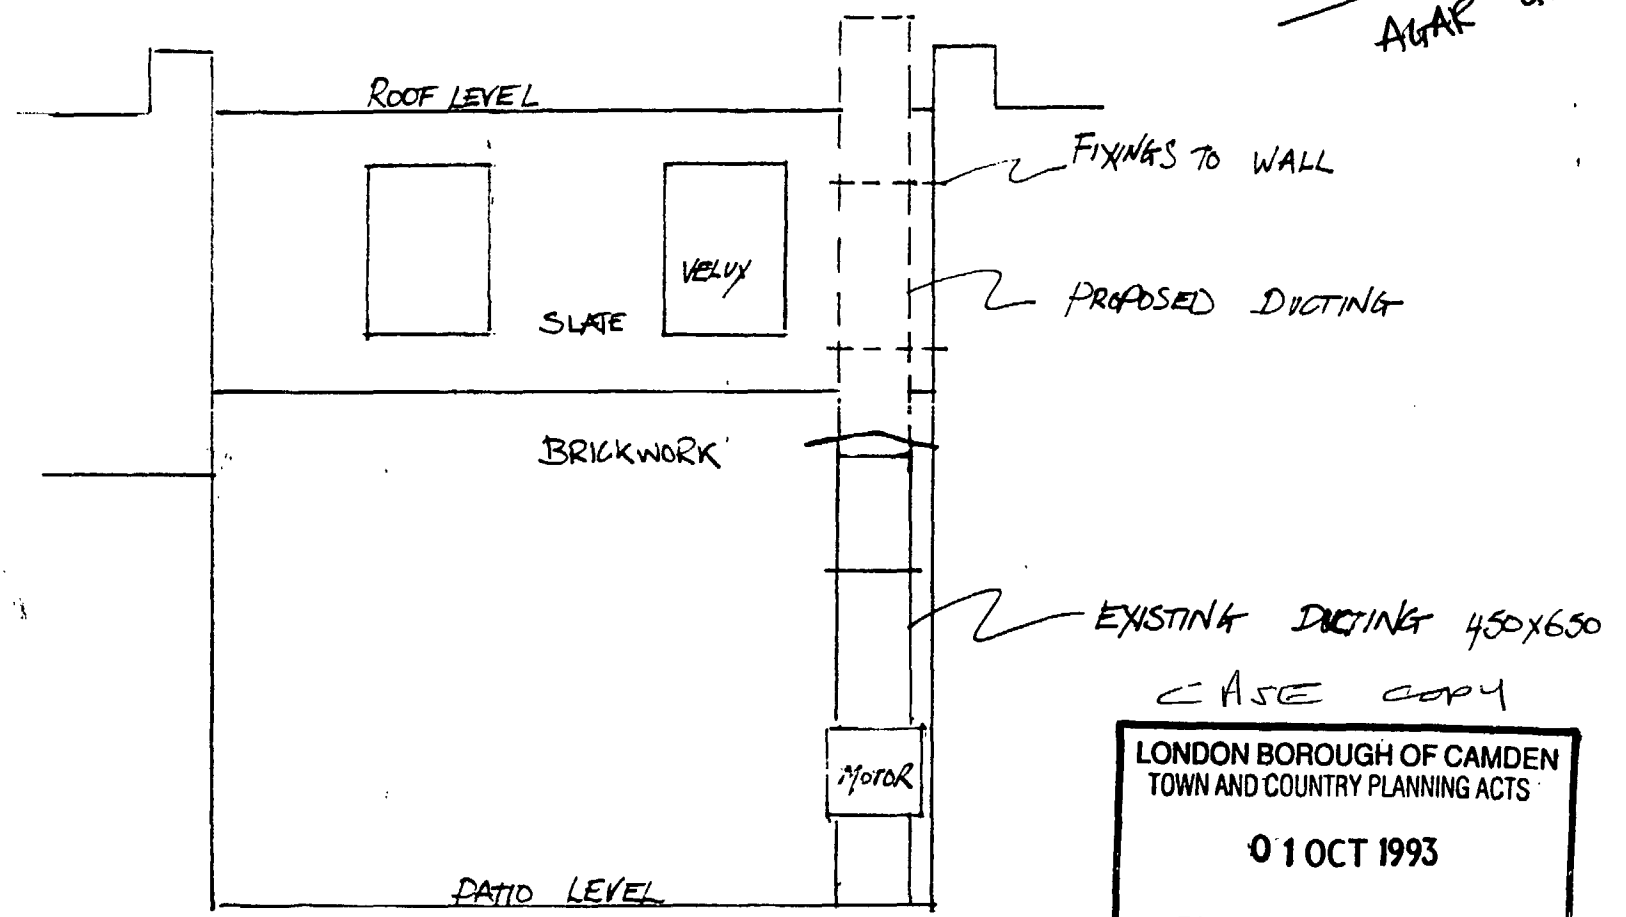 AGAR
ROOF LEVEL
FIXINGS TO WALL
VELUX
PROPOSED DUCTING
SLATE
BRICKWORK
EXISTING DUCTING 450X650
CASE COPY
LONDON BOROUGH OF CAMDEN
TOWN AND COUNTRY PLANNING ACTS
MOTOR
01 OCT 1993
PATIO LEVEL